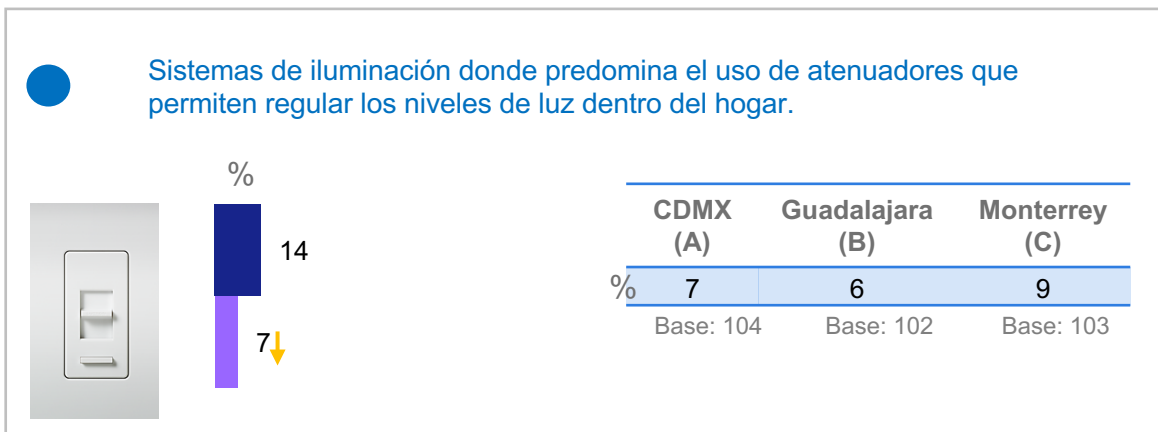 Sistemas de iluminación donde predomina el uso de atenuadores que
permiten regular los niveles de luz dentro del hogar.
%
14
7
CDMX Guadalajara Monterrey
(A) (B) (C)
% 7 6 9
Base: 104 Base: 102 Base: 103